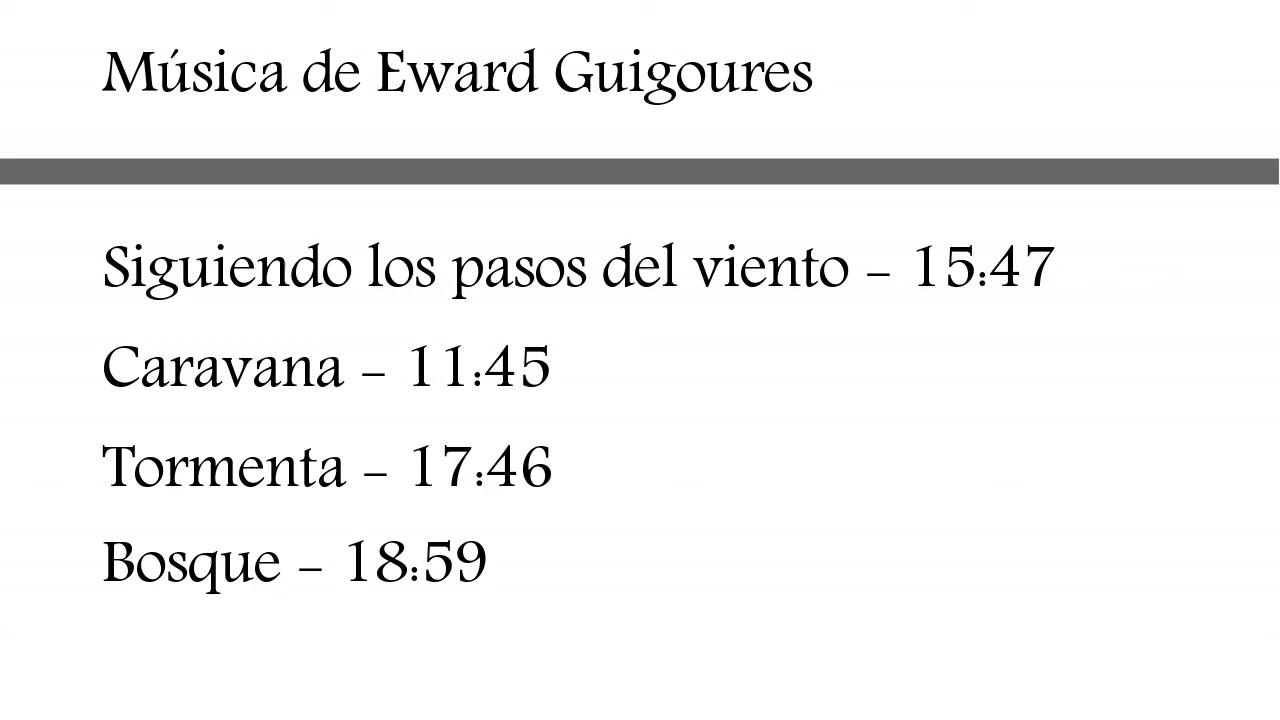 Música de Eward Guigoures
Siguiendo los pasos del viento - 15:47
Caravana - 11:45
Tormenta - 17:46
Bosque - 18:59